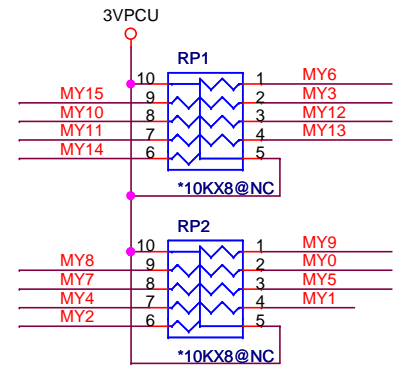 3VPCU
RP1
10 1 MY6
MY15 9 2 MY3
MY10 8 3 MY12
MY11 7 4 MY13
MY14 6 5
*10KX8@NC
RP2
10 1 MY9
MY8 9 2 MY0
MY7 8 3 MY5
MY4 7 4 MY1
MY2 6 5
*10KX8@NC